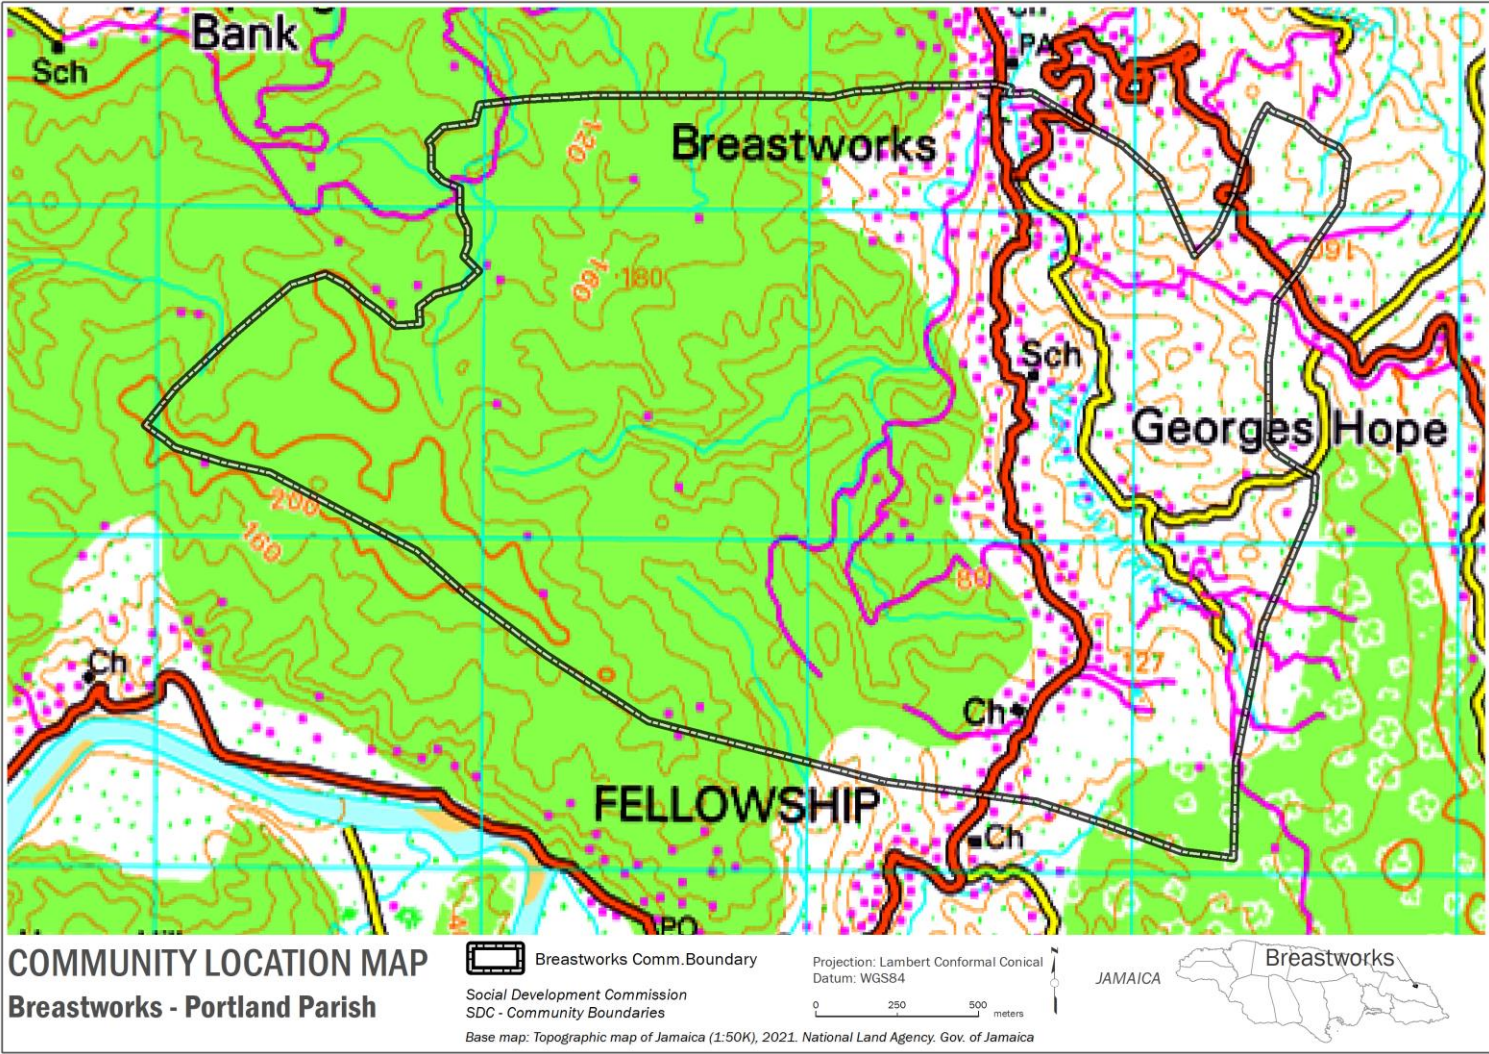 Bank
Sch
Ch
PA
Breastworks
120
160
180
160
Sch
Georges Hope
200
160
80
127
Ch
Ch
FELLOWSHIP
Ch
PO
COMMUNITY LOCATION MAP
Breastworks - Portland Parish
Breastworks Comm.Boundary
Social Development Commission
SDC - Community Boundaries
Base map: Topographic map of Jamaica (1:50K), 2021. National Land Agency. Gov. of Jamaica
Projection: Lambert Conformal Conical
Datum: WGS84
0 250 500
meters
N
JAMAICA
Breastworks